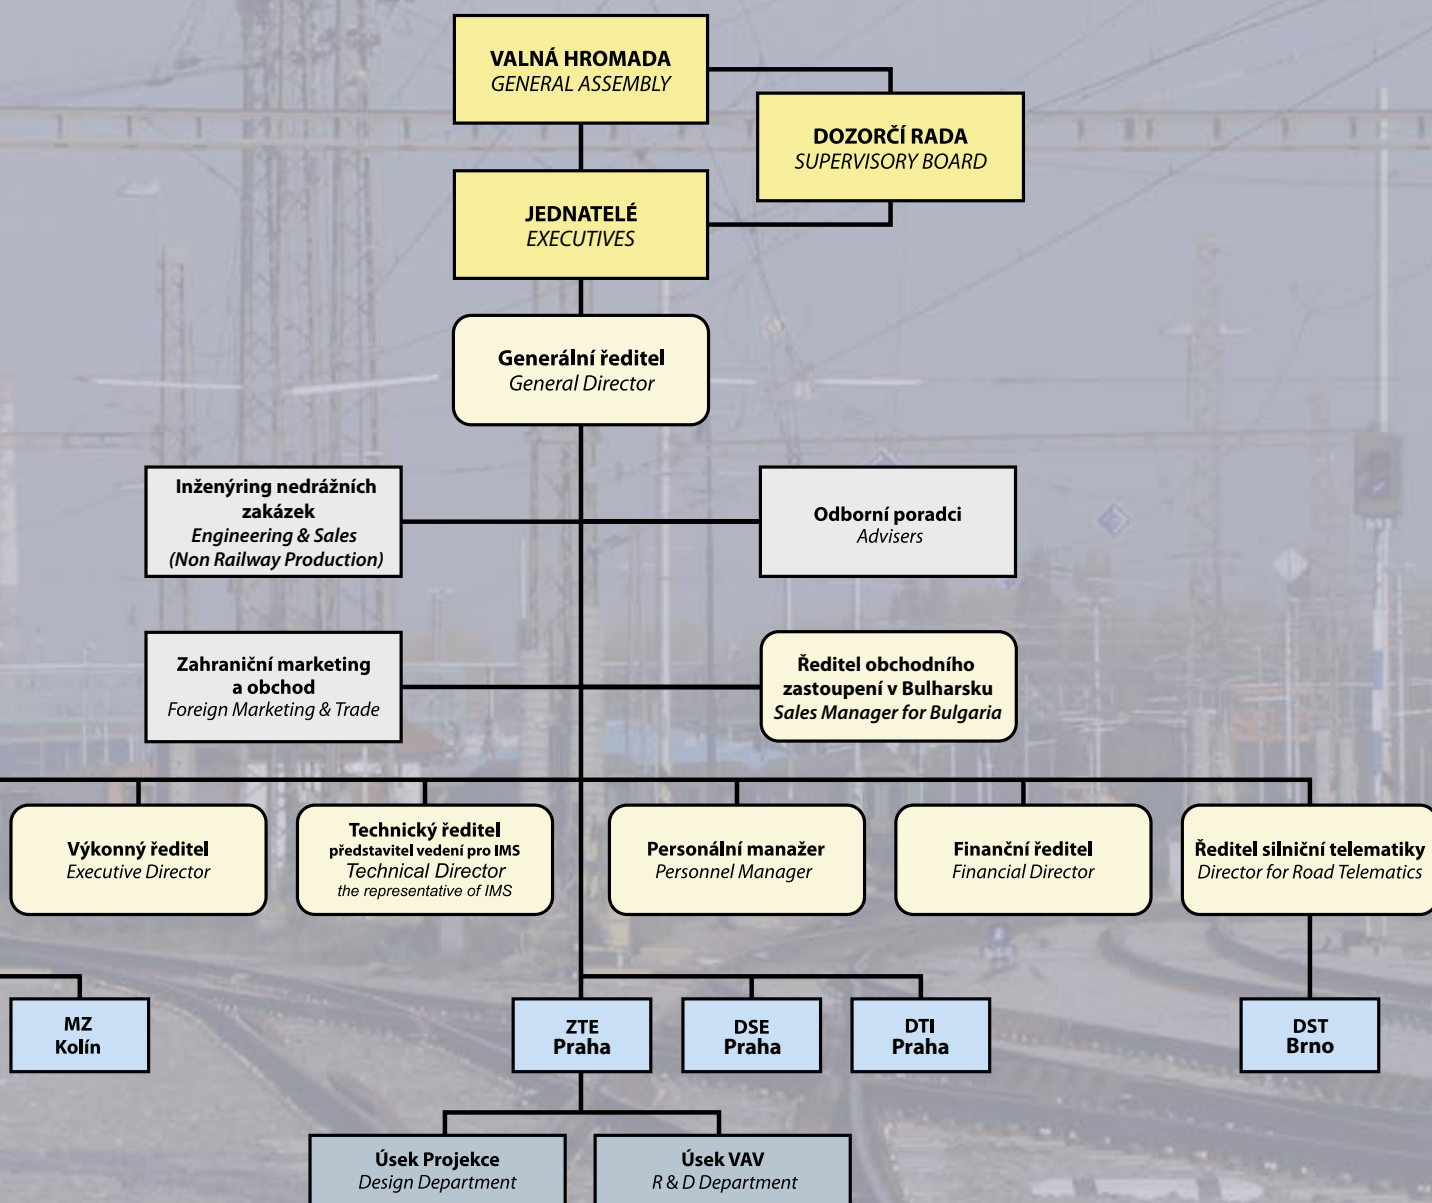 VALNÁ HROMADA
GENERAL ASSEMBLY
DOZORČÍ RADA
SUPERVISORY BOARD
JEDNATELÉ
EXECUTIVES
Generální ředitel
General Director
Inženýring nedrážních
zakázek
Engineering & Sales
(Non Railway Production)
Odborní poradci
Advisers
Zahraniční marketing
a obchod
Foreign Marketing & Trade
Ředitel obchodního
zastoupení v Bulharsku
Sales Manager for Bulgaria
Výkonný ředitel
Executive Director
Technický ředitel
představitel vedení pro IMS
Technical Director
the representative of IMS
Personální manažer
Personnel Manager
Finanční ředitel
Financial Director
Ředitel silniční telematiky
Director for Road Telematics
MZ
Kolín
ZTE
Praha
DSE
Praha
DTI
Praha
DST
Brno
Úsek Projekce
Design Department
Úsek VAV
R & D Department